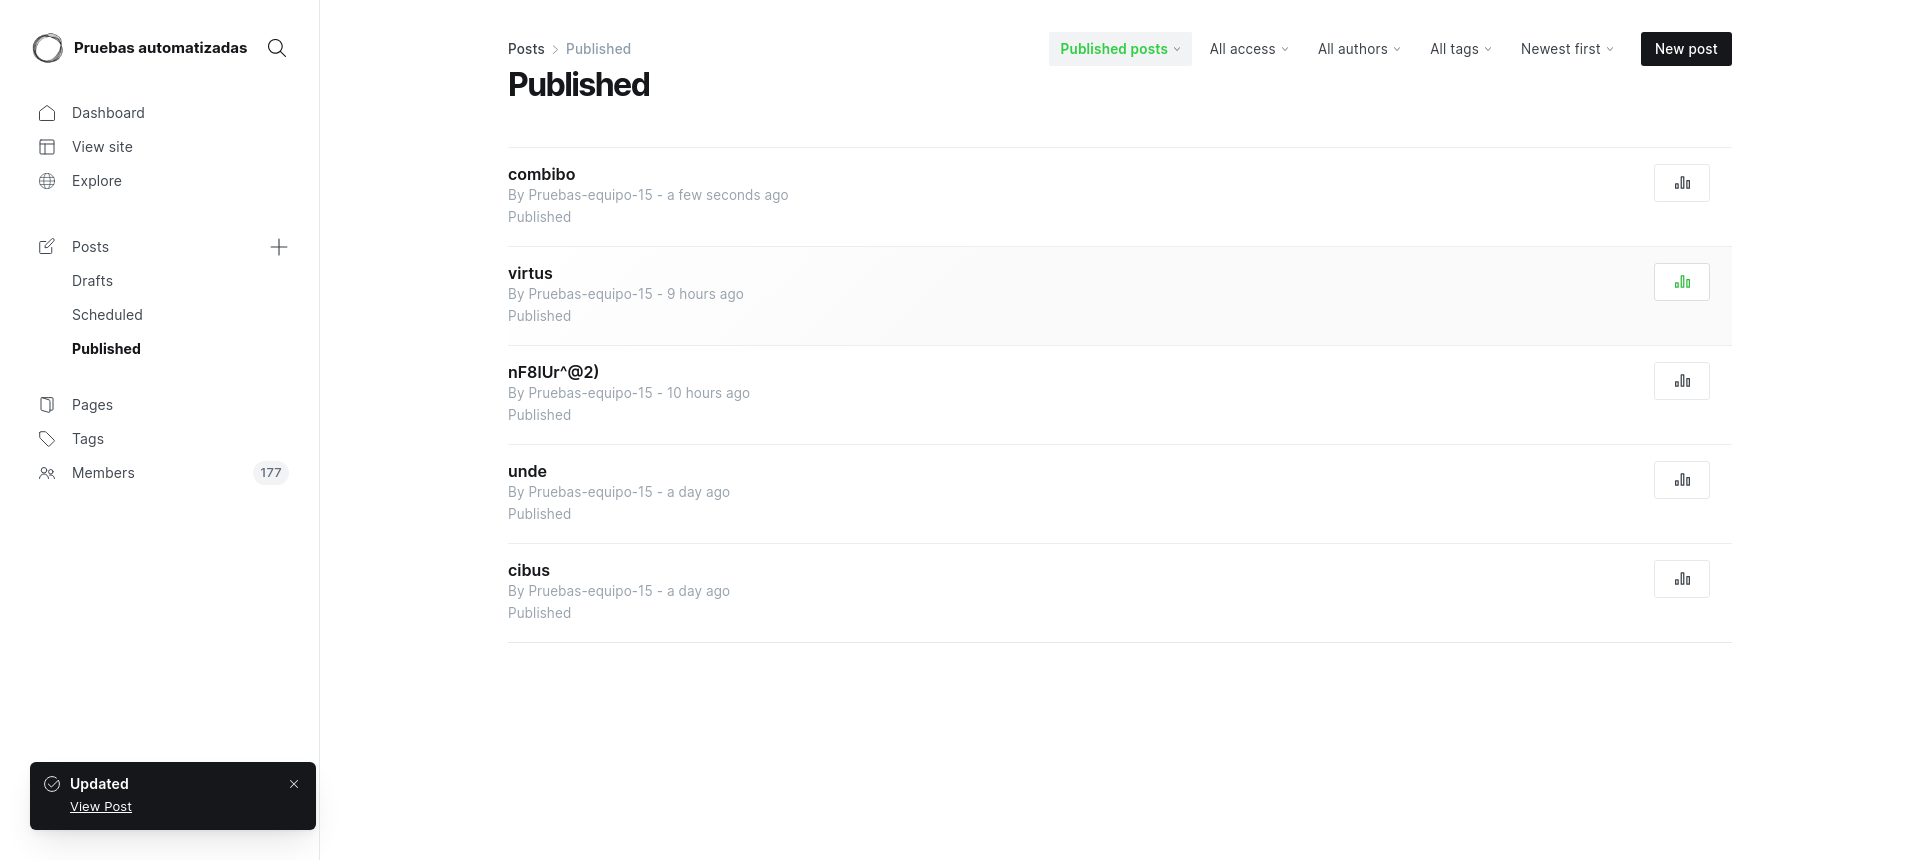 Pruebas automatizadas
Dashboard
View site
Explore
Posts
Drafts
Scheduled
Published
Pages
Tags
Members 177
Updated
View Post
Posts > Published
Published posts All access All authors All tags Newest first New post
Published
combibo
By Pruebas-equipo-15 - a few seconds ago
Published
virtus
By Pruebas-equipo-15 - 9 hours ago
Published
nF8lUr^@2)
By Pruebas-equipo-15 - 10 hours ago
Published
unde
By Pruebas-equipo-15 - a day ago
Published
cibus
By Pruebas-equipo-15 - a day ago
Published